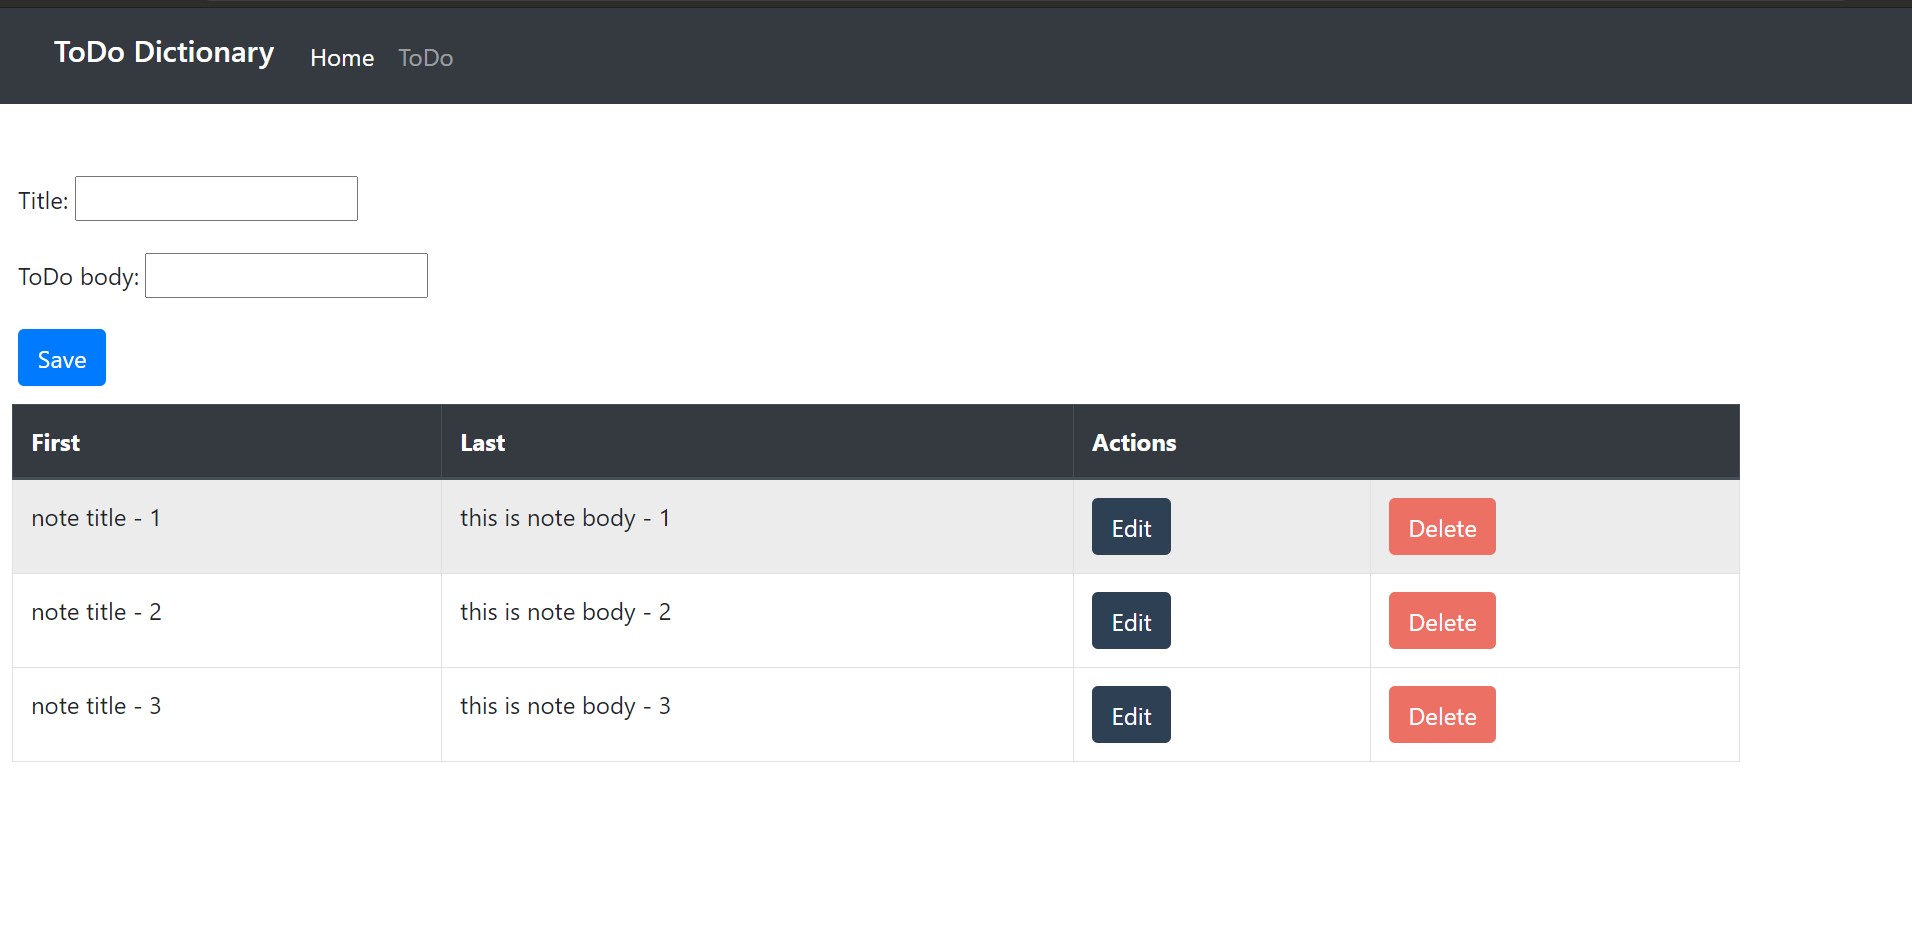 ToDo Dictionary Home ToDo
Title:
ToDo body:
Save
First Last Actions
note title - 1 this is note body - 1 Edit Delete
note title - 2 this is note body - 2 Edit Delete
note title - 3 this is note body - 3 Edit Delete